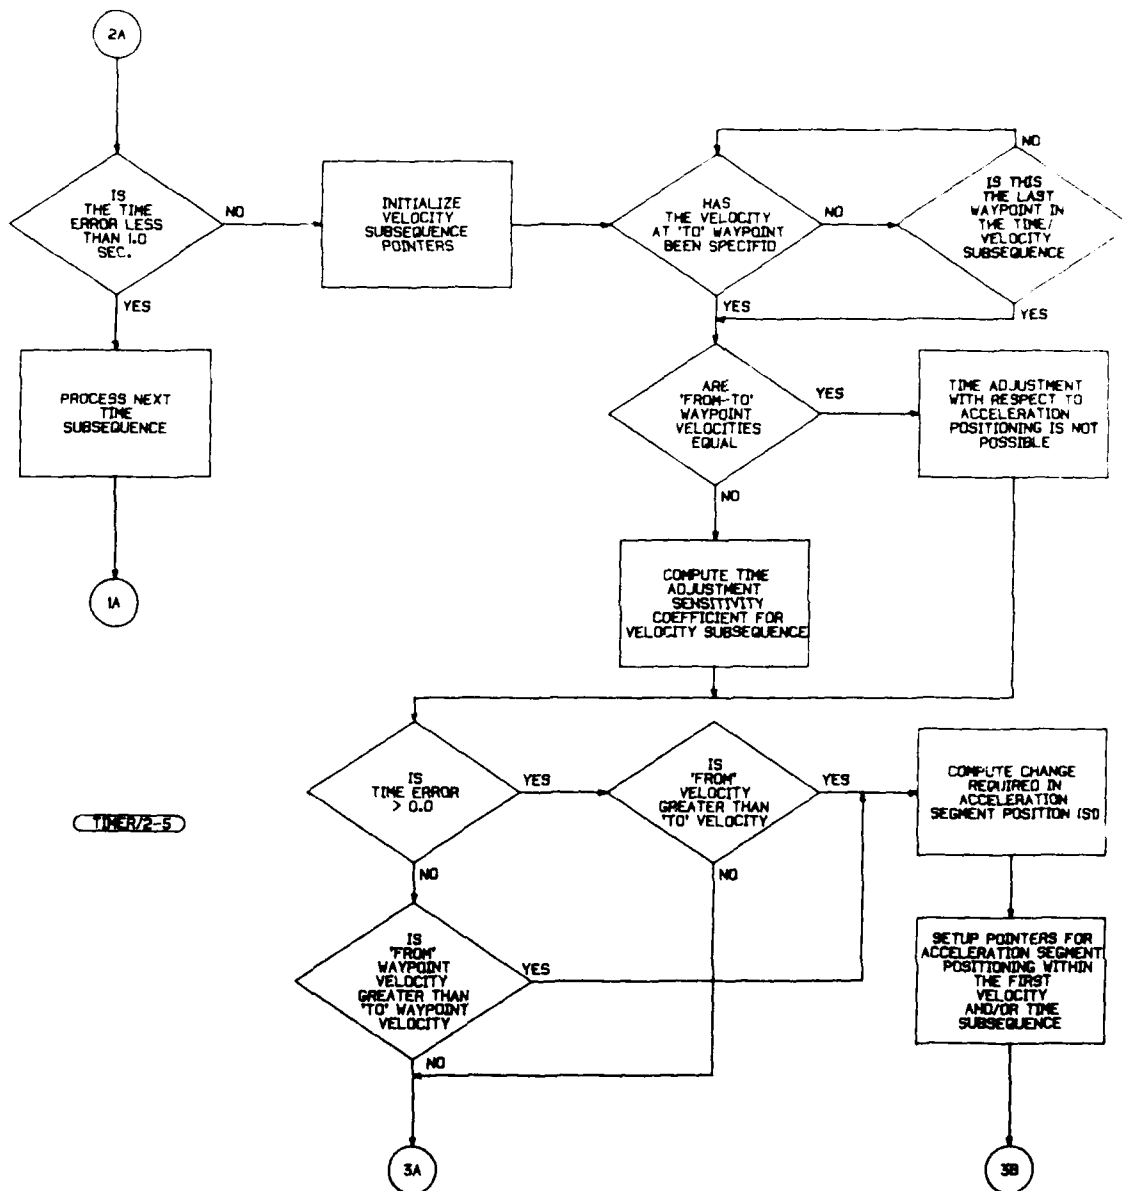 2A
IS
THE TIME
ERROR LESS
THAN 1.0
SEC.
NO
YES
INITIALIZE
VELOCITY
SUBSEQUENCE
POINTERS
HAS
THE VELOCITY
AT 'TO' WAYPOINT
BEEN SPECIFID
NO
YES
NO
IS THIS
THE LAST
WAYPOINT IN
THE TIME/
VELOCITY
SUBSEQUENCE
YES
PROCESS NEXT
TIME
SUBSEQUENCE
1A
ARE
'FROM-TO'
WAYPOINT
VELOCITIES
EQUAL
YES
NO
TIME ADJUSTMENT
WITH RESPECT TO
ACCELERATION
POSITIONING IS NOT
POSSIBLE
COMPUTE TIME
ADJUSTMENT
SENSITIVITY
COEFFICIENT FOR
VELOCITY SUBSEQUENCE
TIMER/2-5
IS
TIME ERROR
> 0.0
YES
NO
IS
'FROM'
VELOCITY
GREATER THAN
'TO' VELOCITY
YES
NO
COMPUTE CHANGE
REQUIRED IN
ACCELERATION
SEGMENT POSITION (S)
IS
'FROM'
WAYPOINT
VELOCITY
GREATER THAN
'TO' WAYPOINT
VELOCITY
YES
NO
SETUP POINTERS FOR
ACCELERATION SEGMENT
POSITIONING WITHIN
THE FIRST
VELOCITY
AND/OR TIME
SUBSEQUENCE
3A
3B